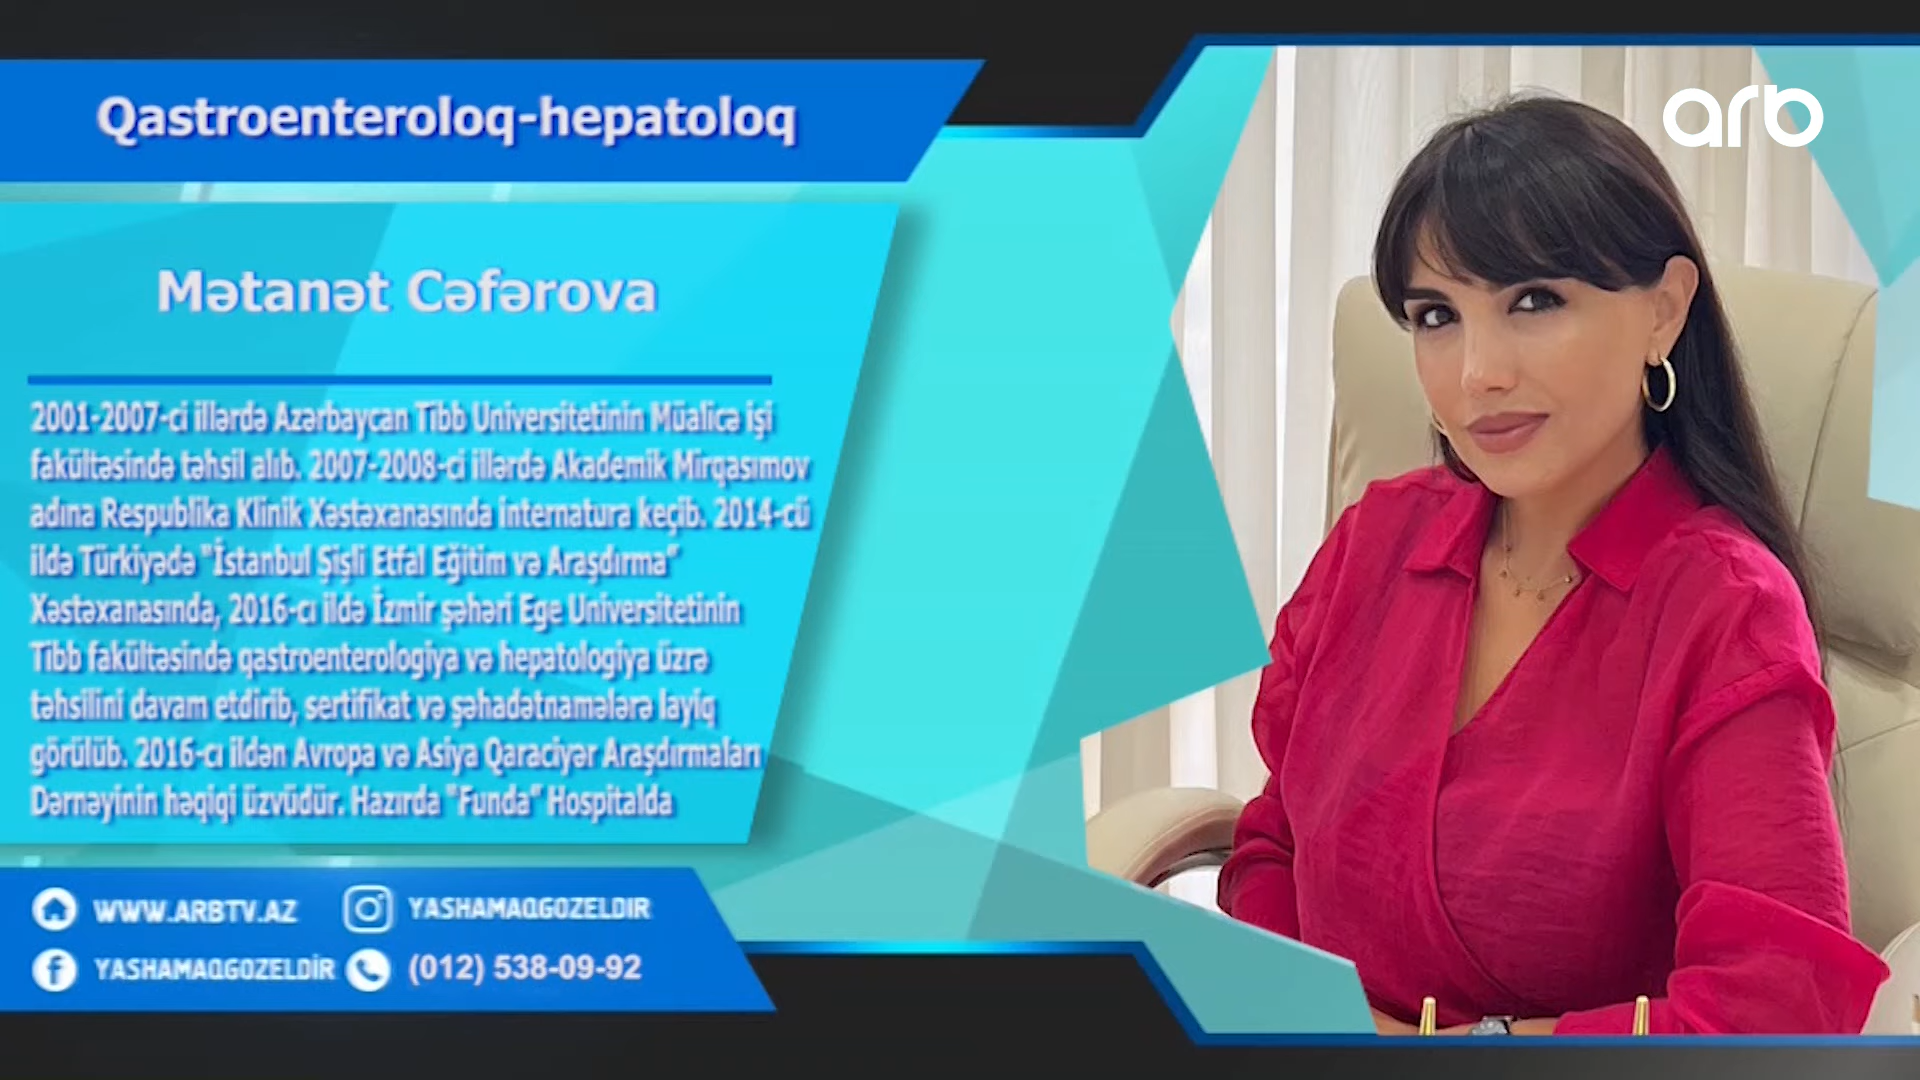 arb
Qastroenteroloq-hepatoloq
Mətanət Cəfərova
2001-2007-ci illərdə Azərbaycan Tibb Universitetinin Müalicə işi
fakültəsində təhsil alıb. 2007-2008-ci illərdə Akademik Mirqasımov
adına Respublika Klinik Xəstəxanasında internatura keçib. 2014-cü
ildə Türkiyədə "İstanbul Şişli Etfal Eğitim və Araşdırma"
Xəstəxanasında, 2016-cı ildə İzmir şəhəri Ege Universitetinin
Tibb fakültəsində qastroenterologiya və hepatologiya üzrə
təhsilini davam etdirib, sertifikat və şəhadətnamələrə layiq
görülüb. 2016-cı ildən Avropa və Asiya Qaraciyər Araşdırmaları
Dərnəyinin həqiqi üzvüdür. Hazırda "Funda" Hospitalda
WWW.ARBTV.AZ
YASHAMAQGOZELDIR
YASHAMAQGOZELDİR
(012) 538-09-92